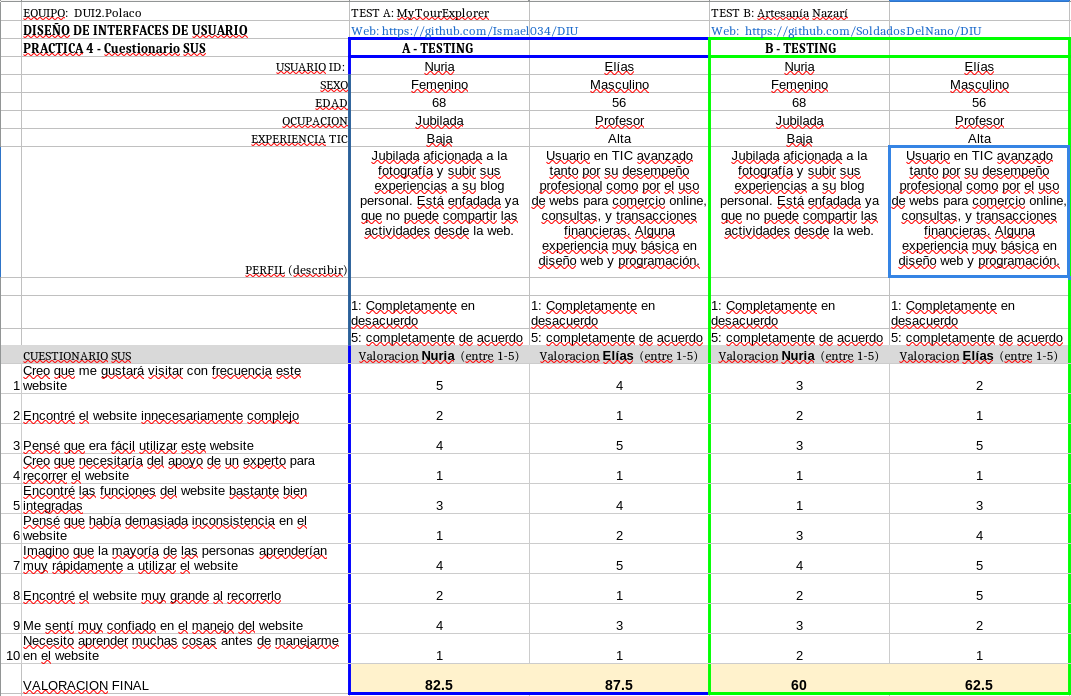 EQUIPO: DUI2.Polaco TEST A: MyTourExplorer TEST B: Artesanía Nazarí
DISEÑO DE INTERFACES DE USUARIO Web: https://github.com/Ismael034/DIU Web: https://github.com/SoldadosDelNano/DIU
PRACTICA 4 - Cuestionario SUS A - TESTING B - TESTING
USUARIO ID: Nuria Elías Nuria Elías
SEXO Femenino Masculino Femenino Masculino
EDAD 68 56 68 56
OCUPACION Jubilada Profesor Jubilada Profesor
EXPERIENCIA TIC Baja Alta Baja Alta
Jubilada aficionada a la
fotografía y subir sus
experiencias a su blog
personal. Está enfadada ya
que no puede compartir las
actividades desde la web.
Usuario en TIC avanzado
tanto por su desempeño
profesional como por el uso
de webs para comercio online,
consultas, y transacciones
financieras. Alguna
experiencia muy básica en
diseño web y programación.
Jubilada aficionada a la
fotografía y subir sus
experiencias a su blog
personal. Está enfadada ya
que no puede compartir las
actividades desde la web.
Usuario en TIC avanzado
tanto por su desempeño
profesional como por el uso
de webs para comercio online,
consultas, y transacciones
financieras. Alguna
experiencia muy básica en
diseño web y programación.
PERFIL (describir)
1: Completamente en 1: Completamente en 1: Completamente en 1: Completamente en
desacuerdo desacuerdo desacuerdo desacuerdo
5: completamente de acuerdo 5: completamente de acuerdo 5: completamente de acuerdo 5: completamente de acuerdo
CUESTIONARIO SUS Valoracion Nuria (entre 1-5) Valoracion Elías (entre 1-5) Valoracion Nuria (entre 1-5) Valoracion Elías (entre 1-5)
Creo que me gustará visitar con frecuencia este
1 website 5 4 3 2
2 Encontré el website innecesariamente complejo 2 1 2 1
3 Pensé que era fácil utilizar este website 4 5 3 5
Creo que necesitaría del apoyo de un experto para
4 recorrer el website 1 1 1 1
Encontré las funciones del website bastante bien
5 integradas 3 4 1 3
Pensé que había demasiada inconsistencia en el
6 website 1 2 3 4
Imagino que la mayoría de las personas aprenderían
7 muy rápidamente a utilizar el website 4 5 4 5
8 Encontré el website muy grande al recorrerlo 2 1 2 5
9 Me sentí muy confiado en el manejo del website 4 3 3 2
Necesito aprender muchas cosas antes de manejarme
10 en el website 1 1 2 1
VALORACION FINAL 82.5 87.5 60 62.5